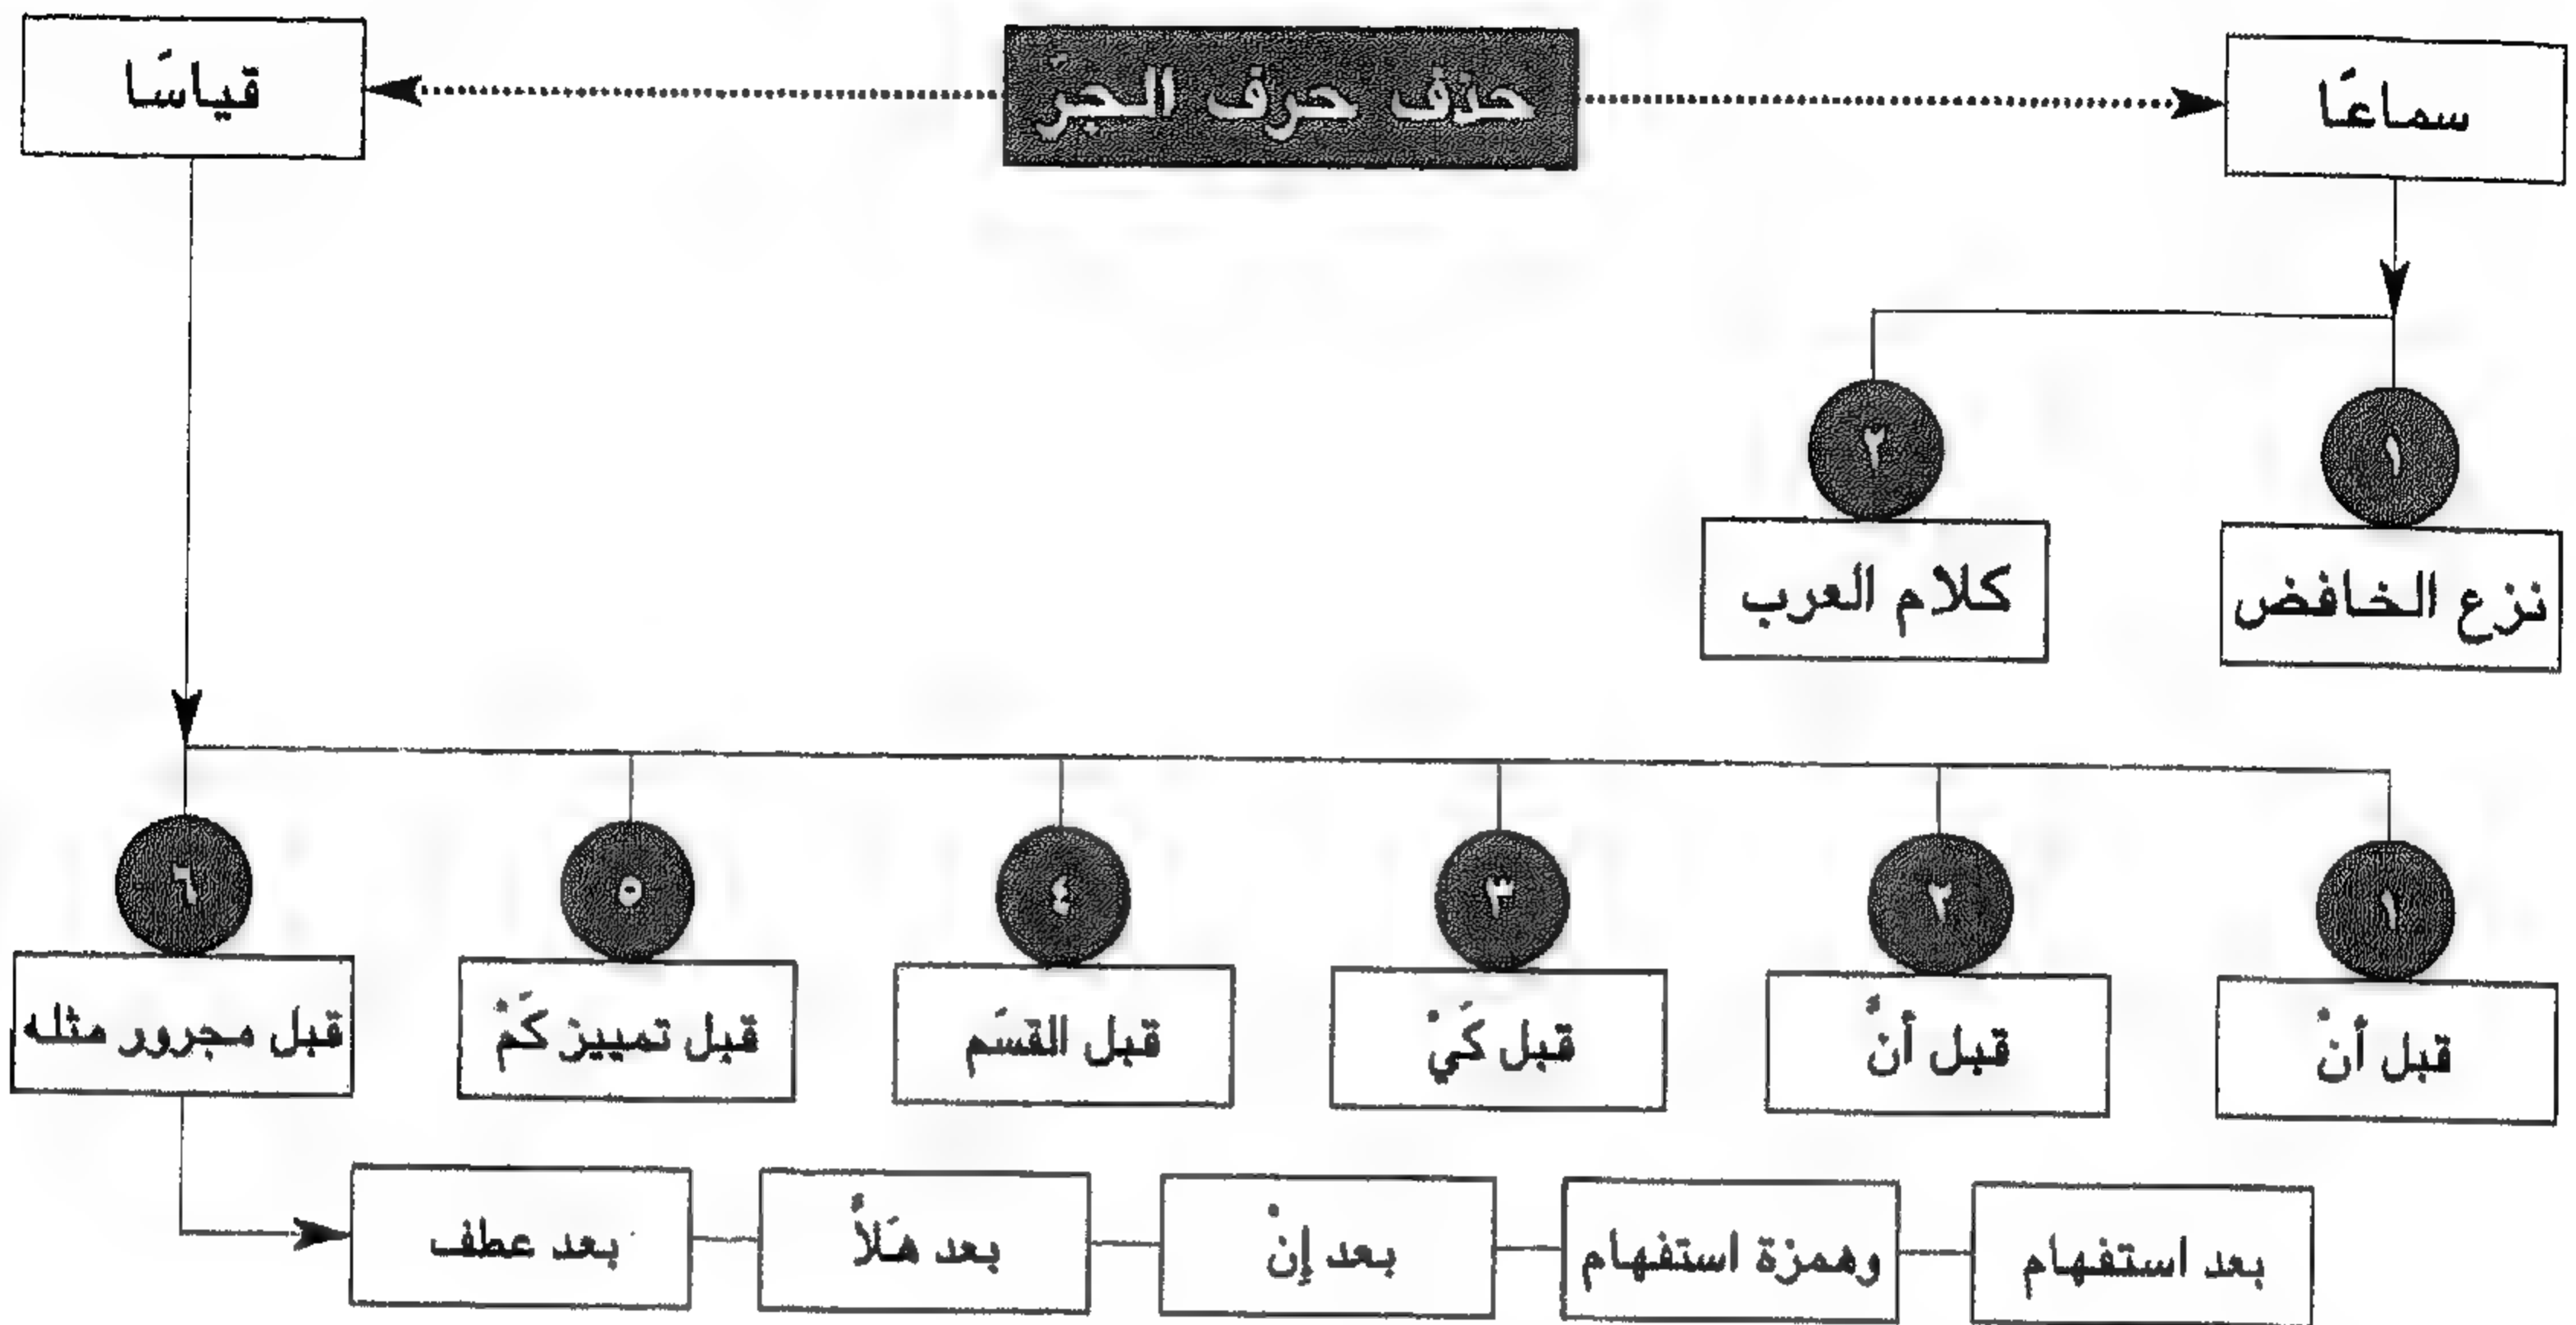 حذف حرف الجرّ
سماعًا
قياسًا
١
نزع الخافض
٢
كلام العرب
١
قبل أنْ
٢
قبل أنَّ
٣
قبل كَيْ
٤
قبل القسَم
٥
قبل تمييز كَمْ
٦
قبل مجرور مثله
بعد استفهام
وهمزة استفهام
بعد إنْ
بعد هَلاَّ
بعد عطف